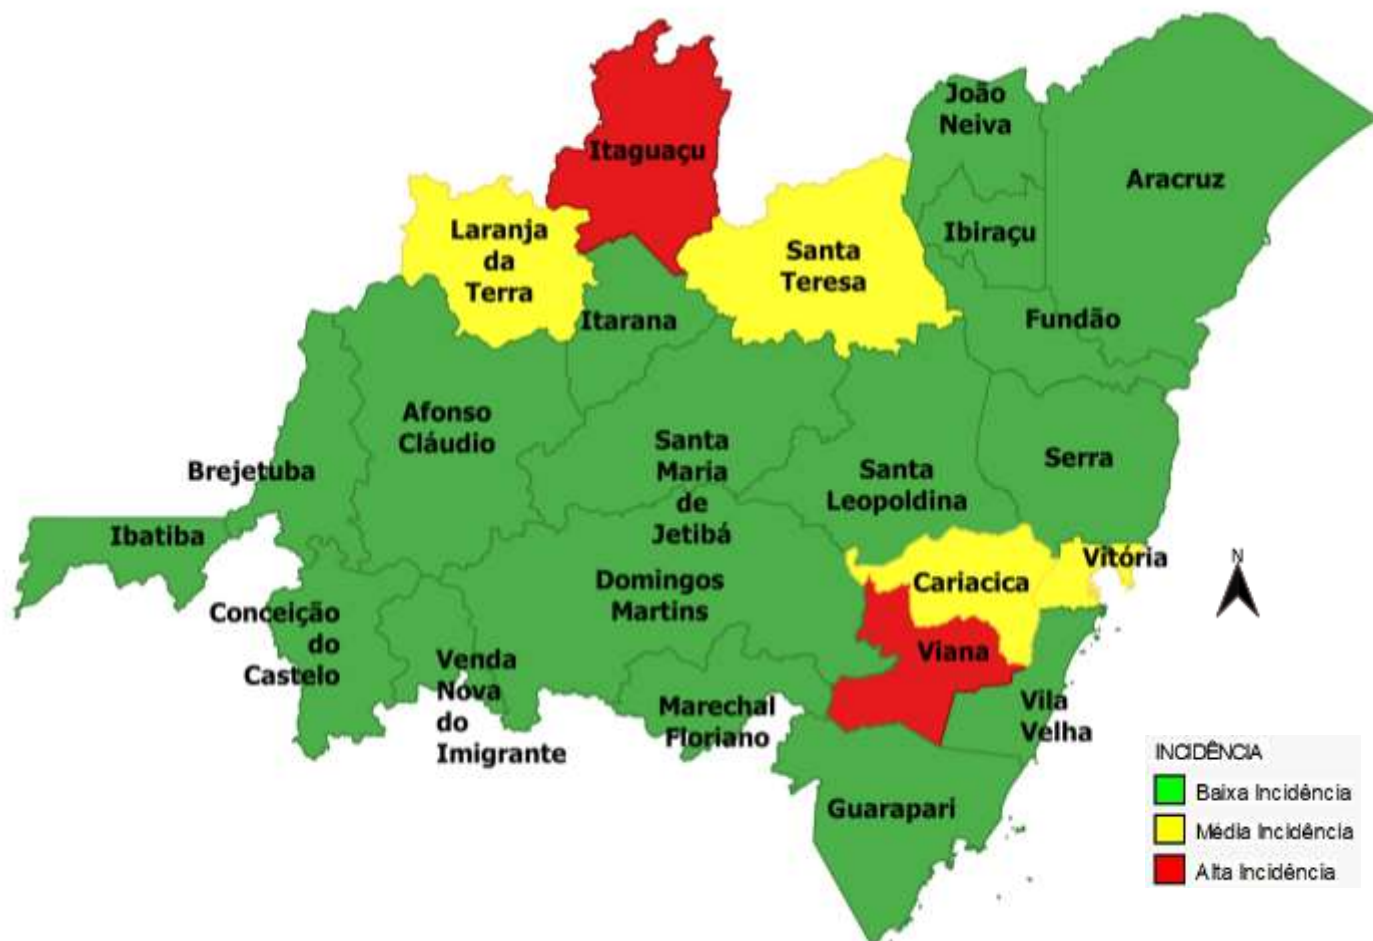 João
Neiva
Itaguaçu
Aracruz
Laranja
da
Terra
Ibiraçu
Santa
Teresa
Itarana
Fundão
Afonso
Cláudio
Santa
Maria
de
Jetibá
Serra
Brejetuba
Santa
Leopoldina
Ibatiba
Vitória
N
Domingos
Martins
Cariacica
Conceição
do
Castelo
Viana
Venda
Nova
do
Imigrante
Marechal
Floriano
Vila
Velha
Guarapari
INCIDÊNCIA
Baixa Incidência
Média Incidência
Alta Incidência